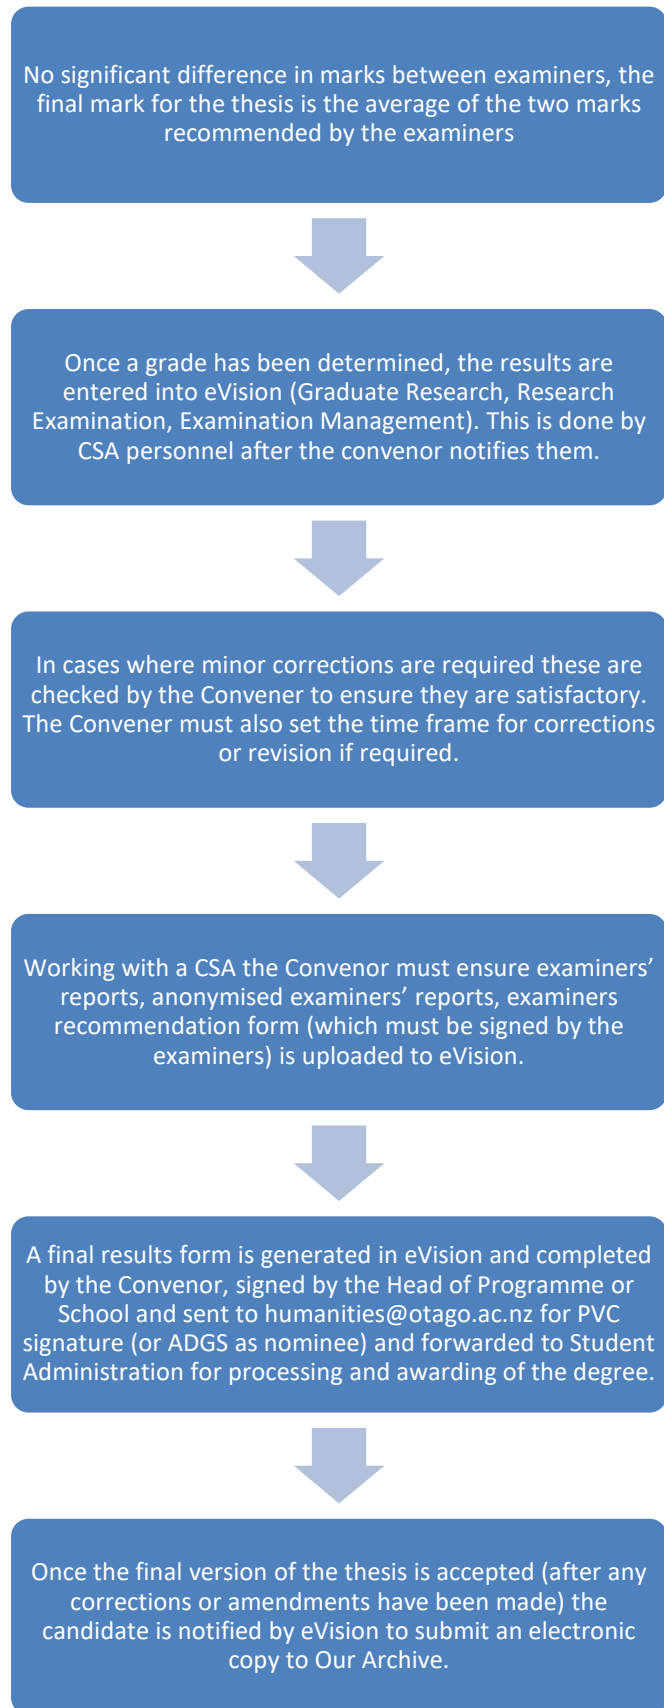 No significant difference in marks between examiners, the
final mark for the thesis is the average of the two marks
recommended by the examiners
Once a grade has been determined, the results are
entered into eVision (Graduate Research, Research
Examination, Examination Management). This is done by
CSA personnel after the convenor notifies them.
In cases where minor corrections are required these are
checked by the Convener to ensure they are satisfactory.
The Convener must also set the time frame for corrections
or revision if required.
Working with a CSA the Convenor must ensure examiners’
reports, anonymised examiners’ reports, examiners
recommendation form (which must be signed by the
examiners) is uploaded to eVision.
A final results form is generated in eVision and completed
by the Convenor, signed by the Head of Programme or
School and sent to humanities@otago.ac.nz for PVC
signature (or ADGS as nominee) and forwarded to Student
Administration for processing and awarding of the degree.
Once the final version of the thesis is accepted (after any
corrections or amendments have been made) the
candidate is notified by eVision to submit an electronic
copy to Our Archive.